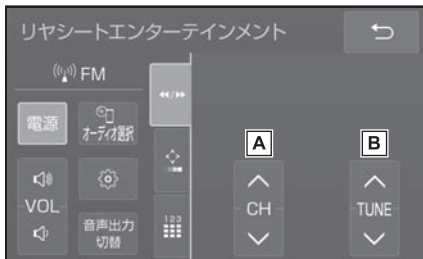 リヤシートエンターテインメント
FM
電源
オーディオ選択
VOL
音声出力
切替
123
A
CH
B
TUNE